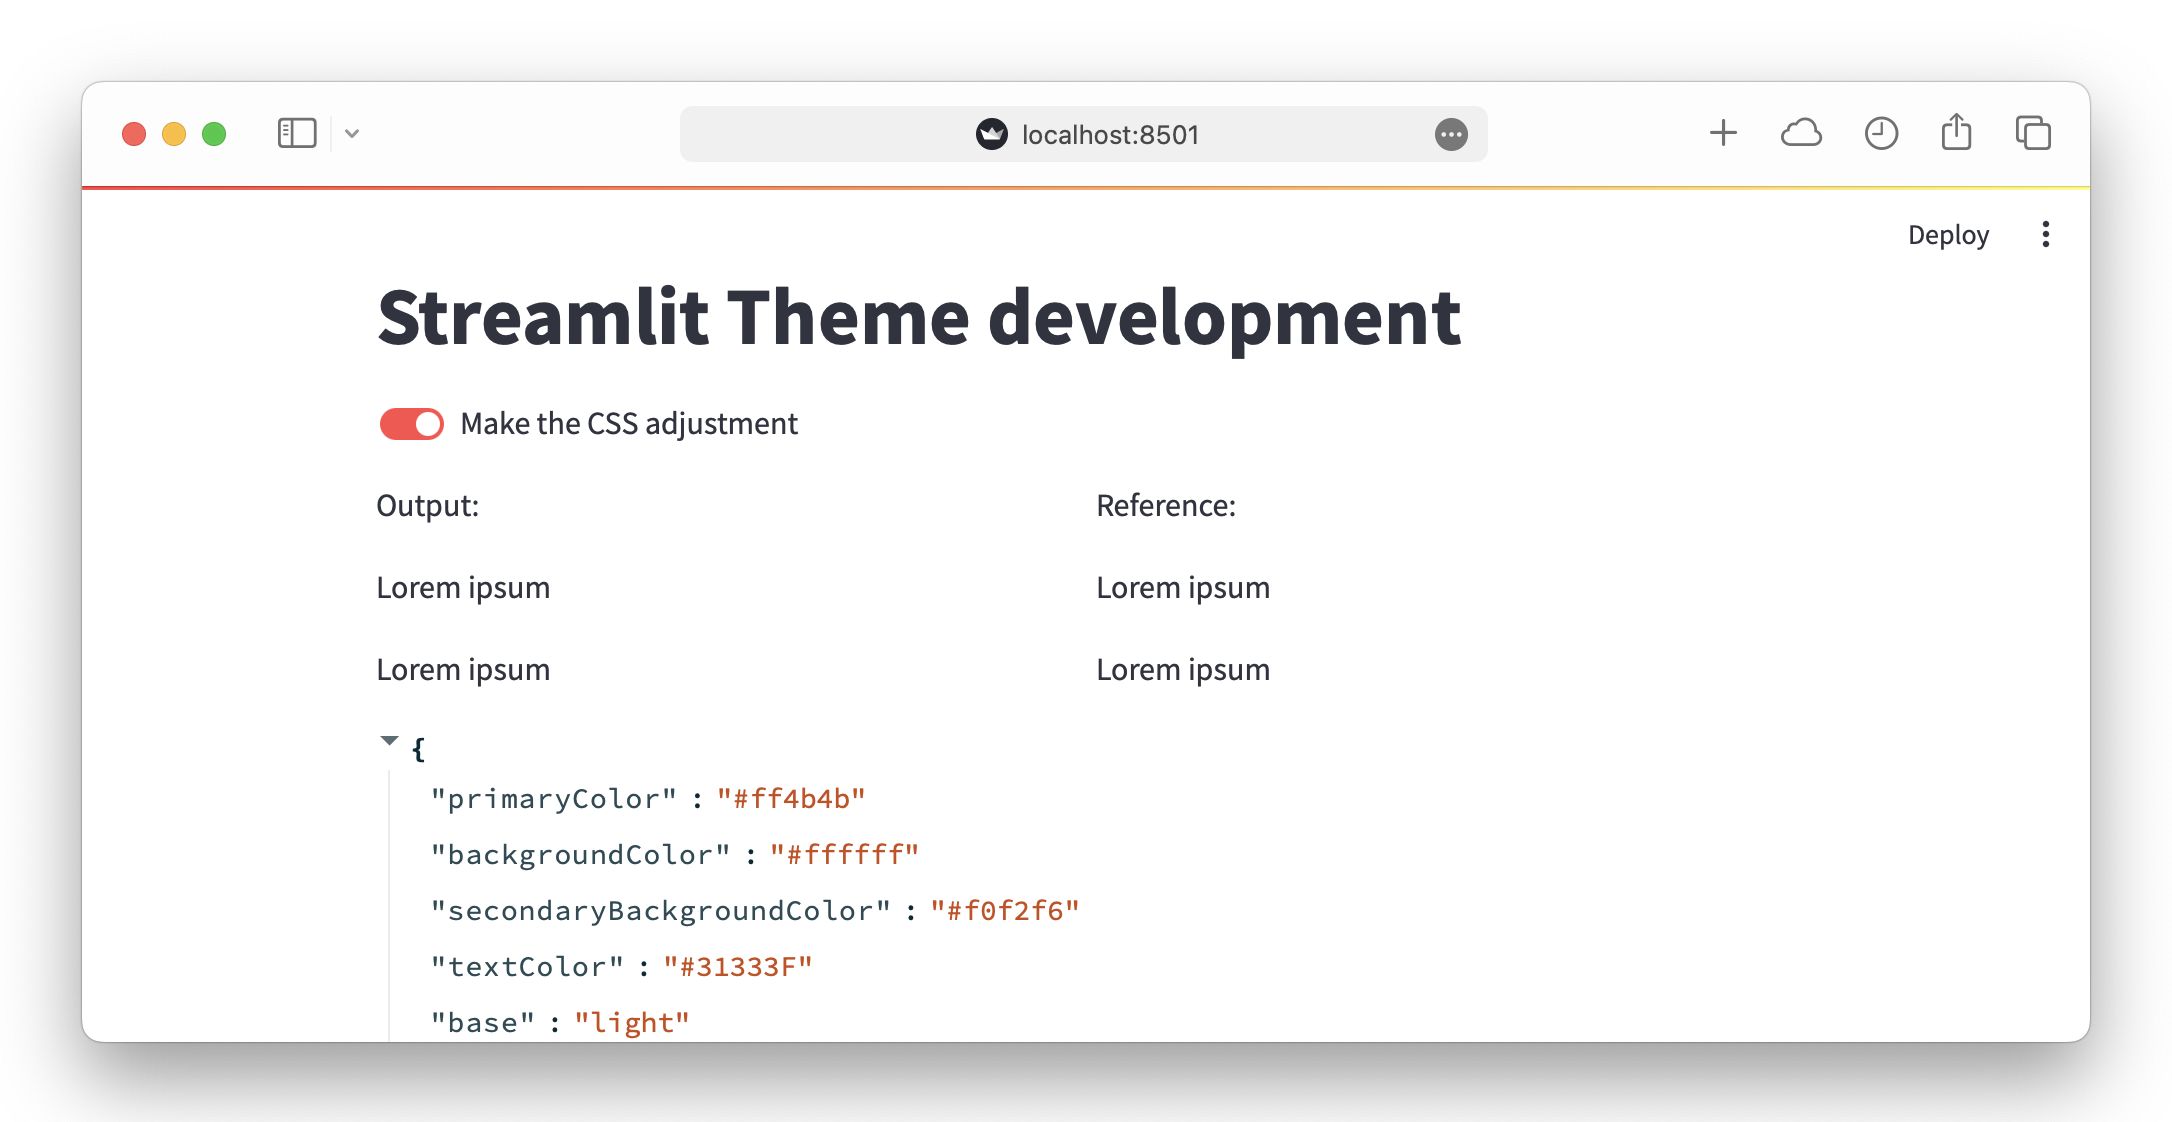 localhost:8501
Deploy
Streamlit Theme development
Make the CSS adjustment
Output:
Reference:
Lorem ipsum
Lorem ipsum
Lorem ipsum
Lorem ipsum
{
"primaryColor" : "#ff4b4b"
"backgroundColor" : "#ffffff"
"secondaryBackgroundColor" : "#f0f2f6"
"textColor" : "#31333F"
"base" : "light"